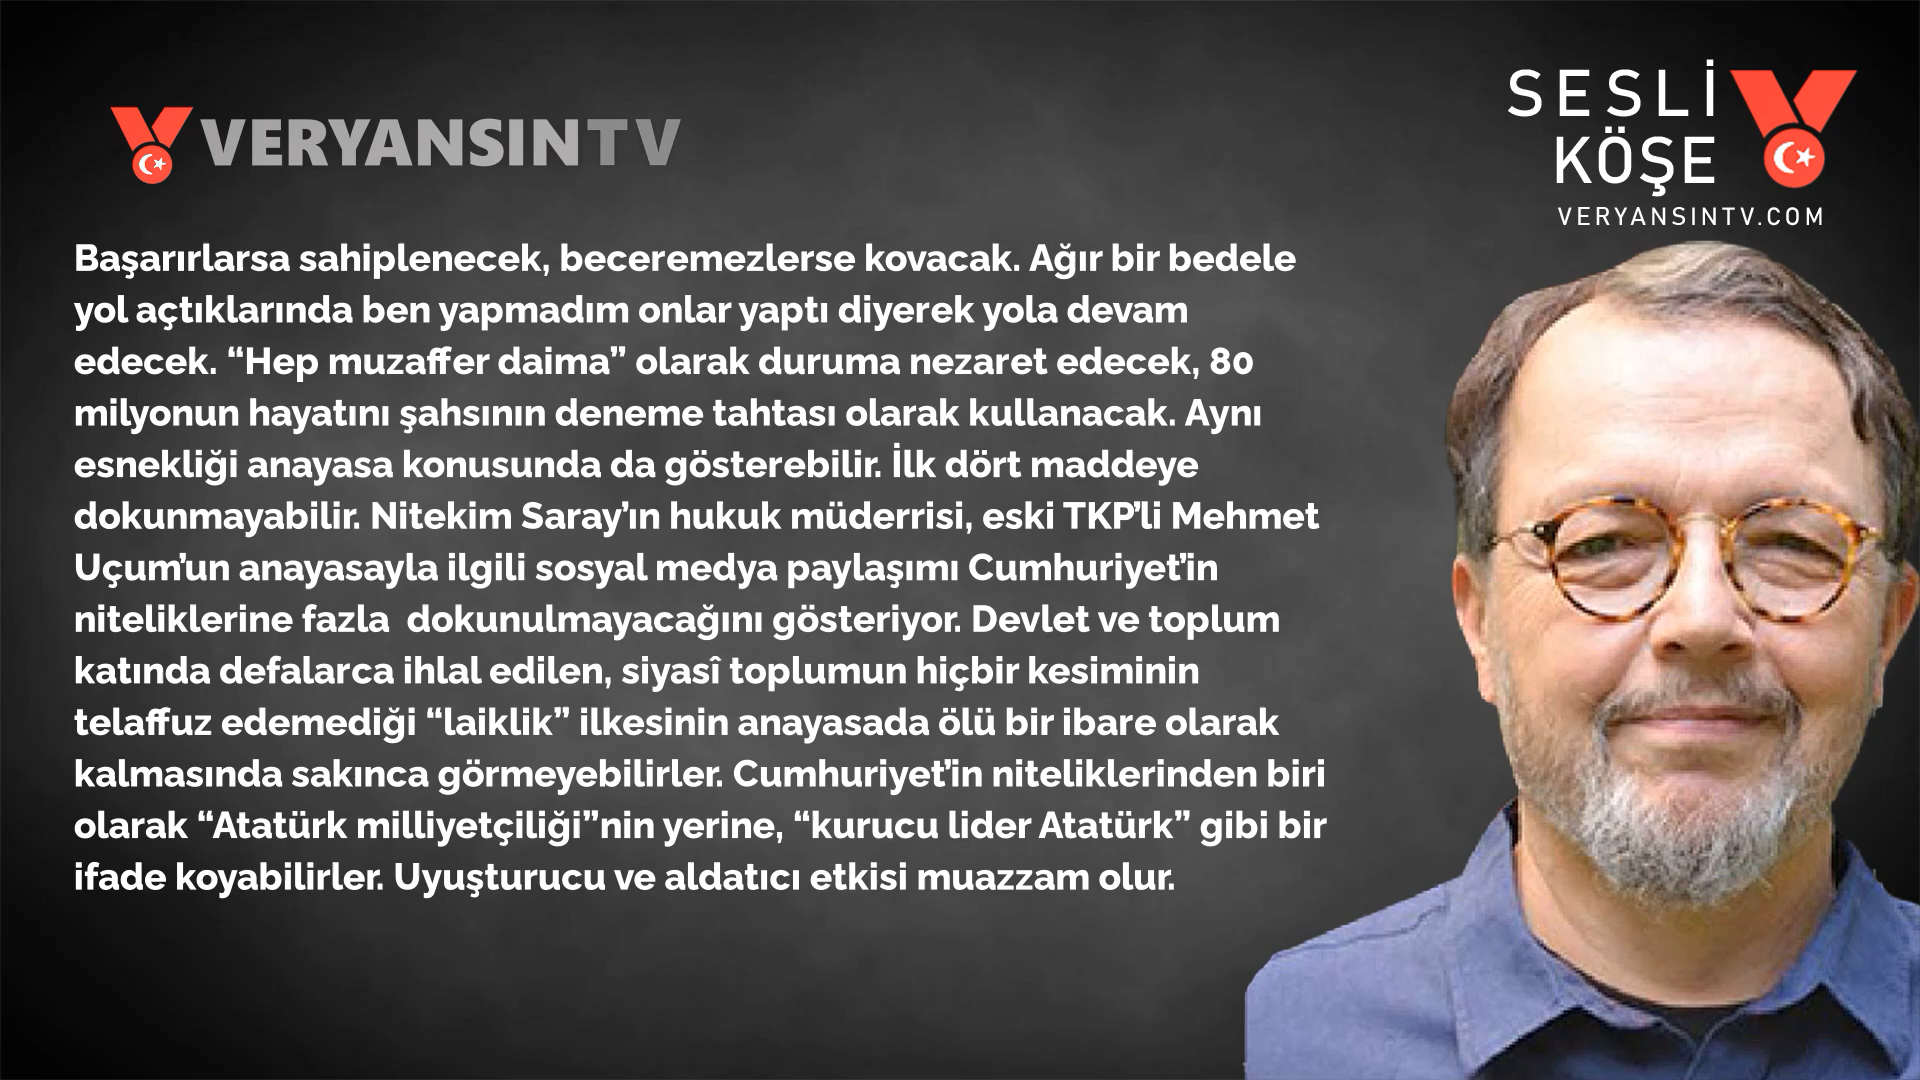 VERYANSINTV
SESLİ
KÖŞE
VERYANSINTV.COM
Başarırlarsa sahiplenecek, beceremezlerse kovacak. Ağır bir bedele
yol açtıklarında ben yapmadım onlar yaptı diyerek yola devam
edecek. “Hep muzaffer daima” olarak duruma nezaret edecek, 80
milyonun hayatını şahsının deneme tahtası olarak kullanacak. Aynı
esnekliği anayasa konusunda da gösterebilir. İlk dört maddeye
dokunmayabilir. Nitekim Saray’ın hukuk müderrisi, eski TKP’li Mehmet
Uçum’un anayasayla ilgili sosyal medya paylaşımı Cumhuriyet’in
niteliklerine fazla  dokunulmayacağını gösteriyor. Devlet ve toplum
katında defalarca ihlal edilen, siyasî toplumun hiçbir kesiminin
telaffuz edemediği “laiklik” ilkesinin anayasada ölü bir ibare olarak
kalmasında sakınca görmeyebilirler. Cumhuriyet’in niteliklerinden biri
olarak “Atatürk milliyetçiliği”nin yerine, “kurucu lider Atatürk” gibi bir
ifade koyabilirler. Uyuşturucu ve aldatıcı etkisi muazzam olur.